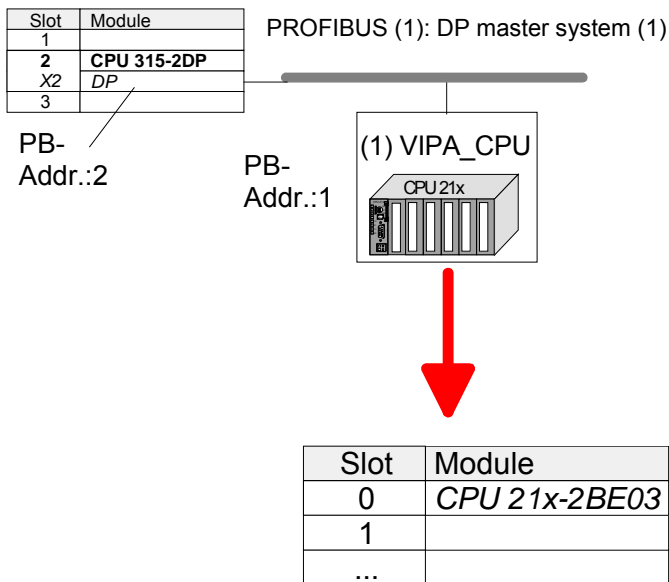 Slot Module
1
2 CPU 315-2DP
X2 DP
3
PROFIBUS (1): DP master system (1)
PB-
Addr.:2
PB-
Addr.:1
(1) VIPA_CPU
CPU 21x
Slot Module
0 CPU 21x-2BE03
1
...